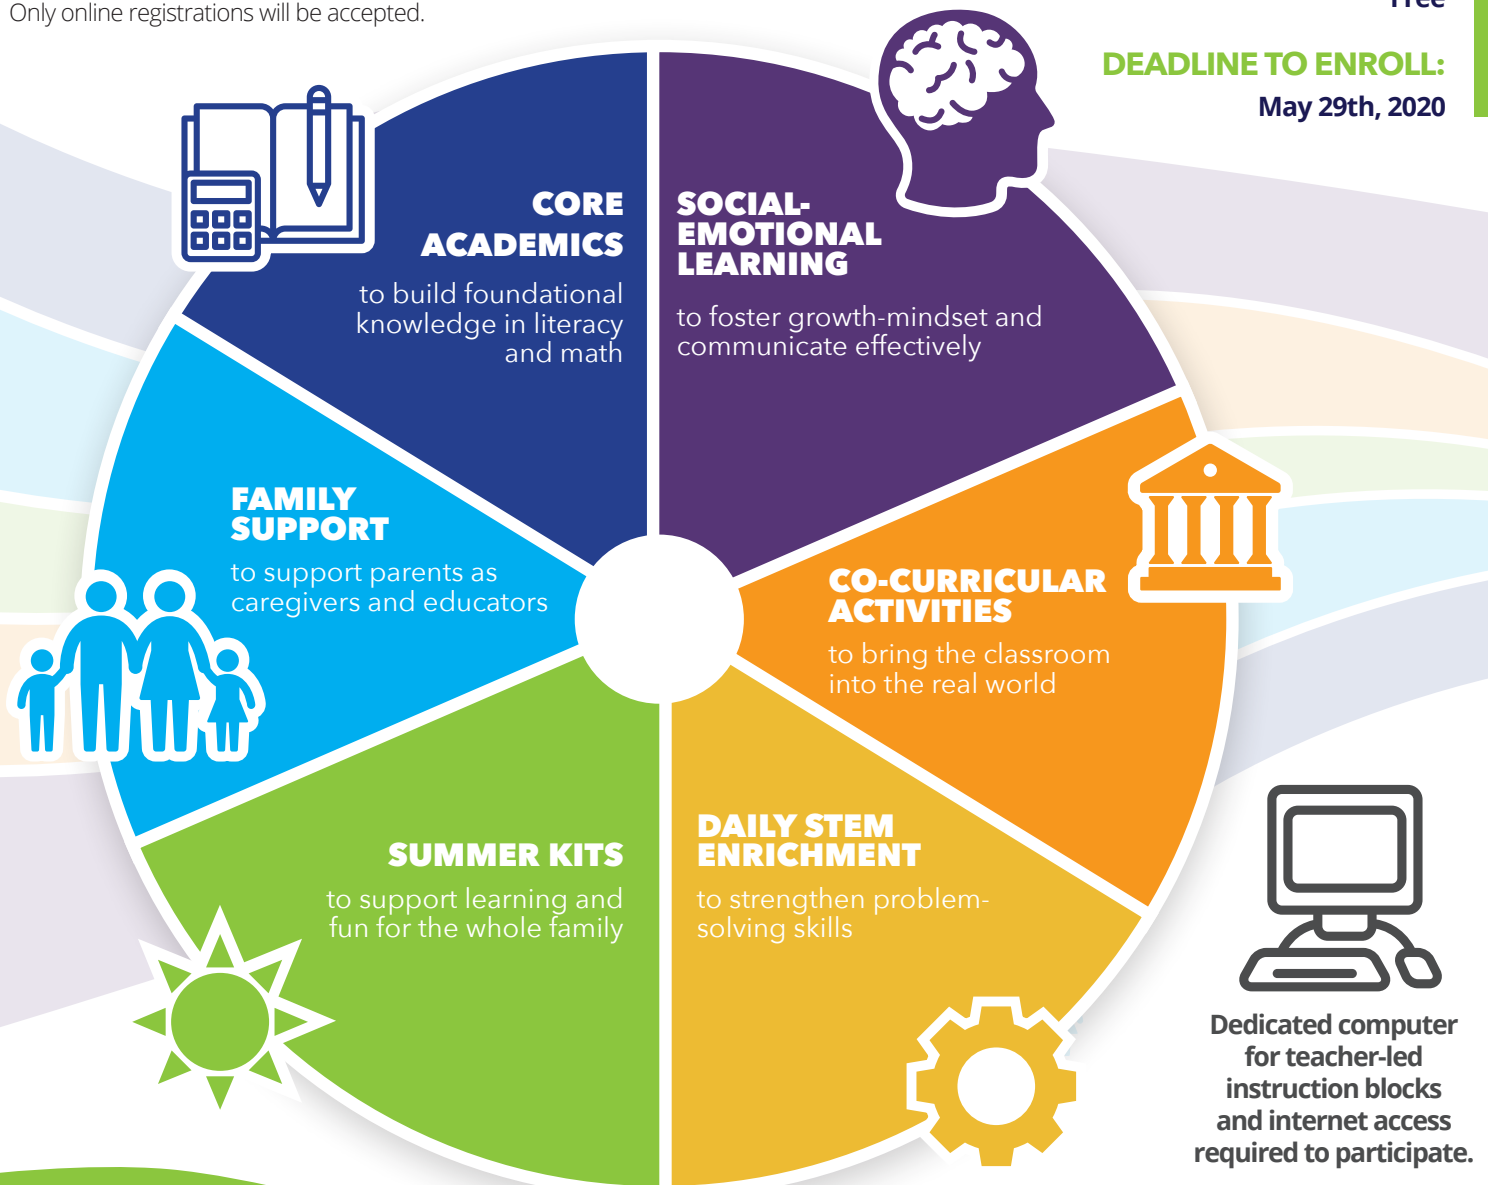 Only online registrations will be accepted.
DEADLINE TO ENROLL:
May 29th, 2020
CORE
ACADEMICS
to build foundational
knowledge in literacy
and math
SOCIAL-
EMOTIONAL
LEARNING
to foster growth-mindset and
communicate effectively
FAMILY
SUPPORT
to support parents as
caregivers and educators
CO-CURRICULAR
ACTIVITIES
to bring the classroom
into the real world
SUMMER KITS
to support learning and
fun for the whole family
DAILY STEM
ENRICHMENT
to strengthen problem-
solving skills
Dedicated computer
for teacher-led
instruction blocks
and internet access
required to participate.